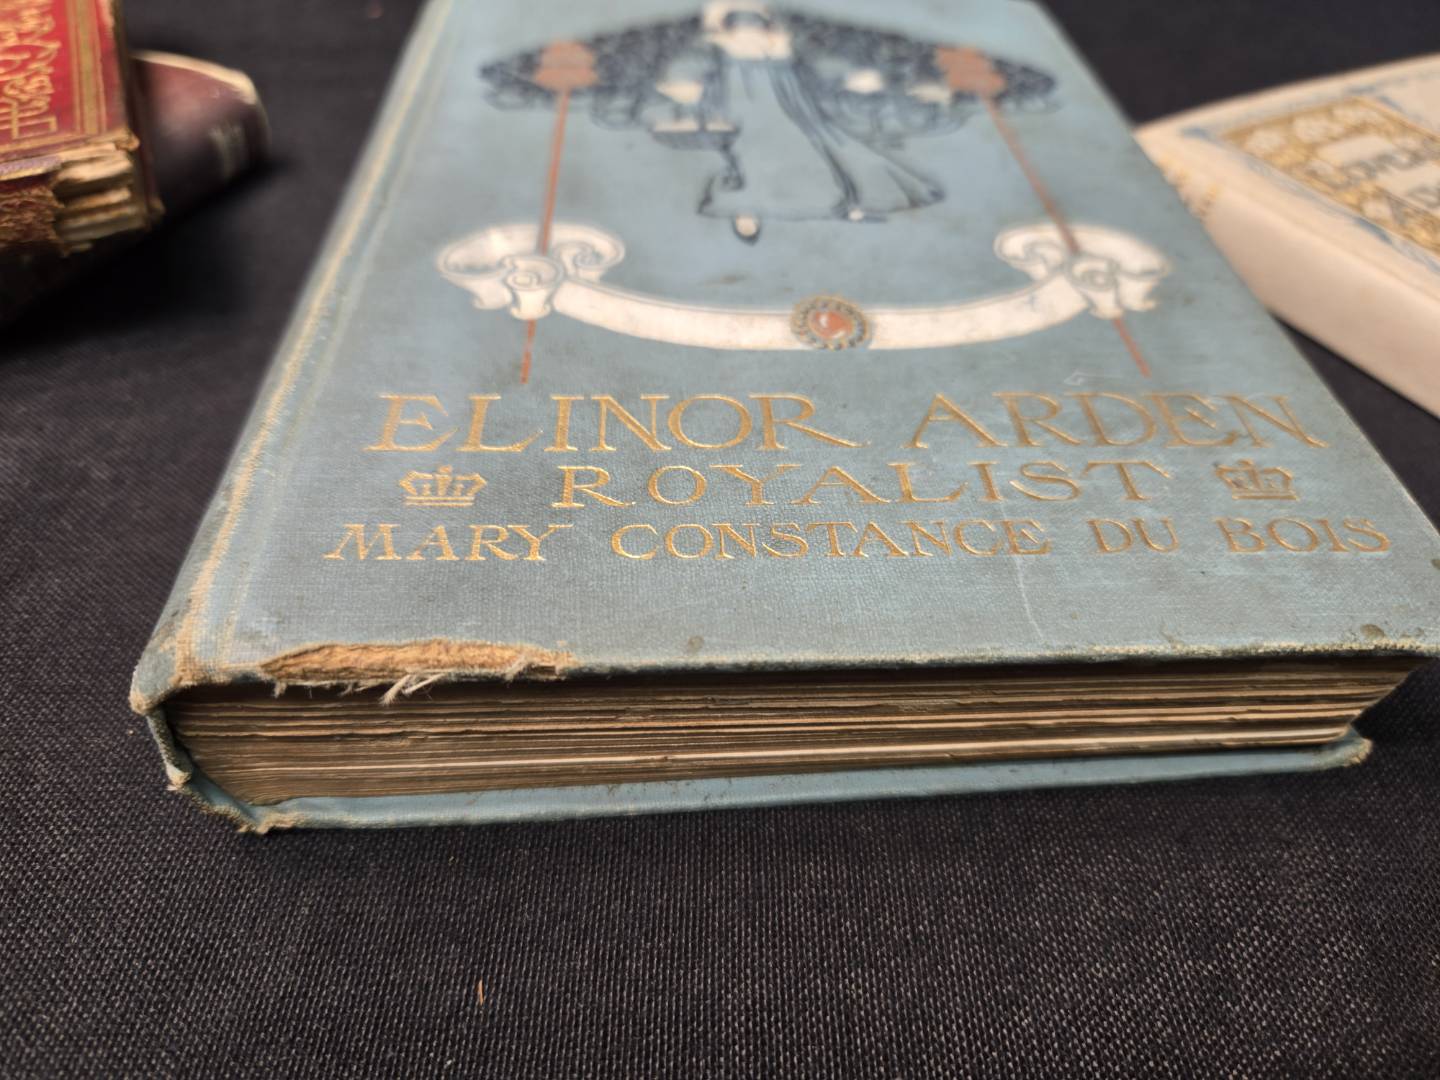 ELINOR ARDEN
ROYALIST
MARY CONSTANCE DU BOIS